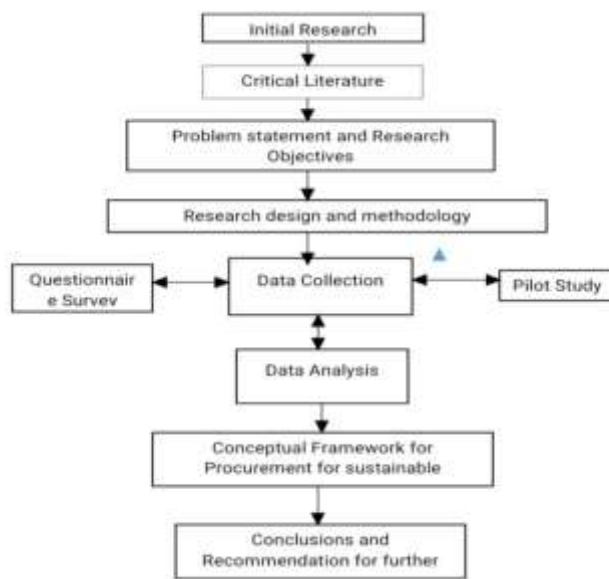 Initial Research
Critical Literature
Problem statement and Research
Objectives
Research design and methodology
Questionnair
e Survey
Data Collection
Pilot Study
Data Analysis
Conceptual Framework for
Procurement for sustainable
Conclusions and
Recommendation for further